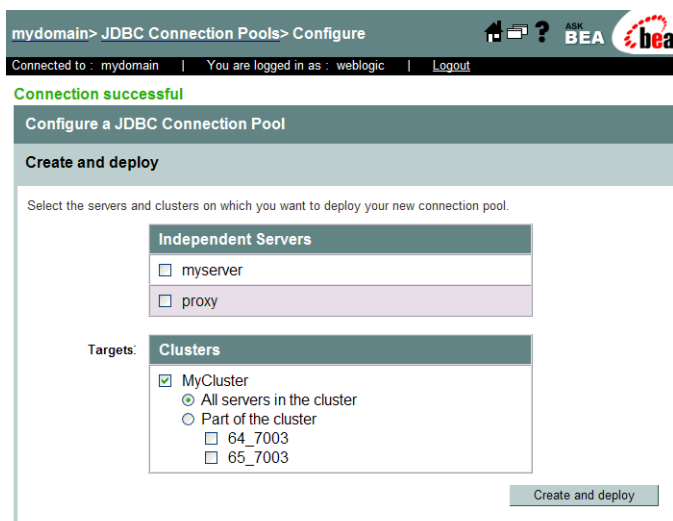 mydomain> JDBC Connection Pools> Configure
? ASK BEA bea
Connected to : mydomain | You are logged in as : weblogic | Logout
Connection successful
Configure a JDBC Connection Pool
Create and deploy
Select the servers and clusters on which you want to deploy your new connection pool.
Independent Servers
myserver
proxy
Targets:
Clusters
MyCluster
All servers in the cluster
Part of the cluster
64_7003
65_7003
Create and deploy